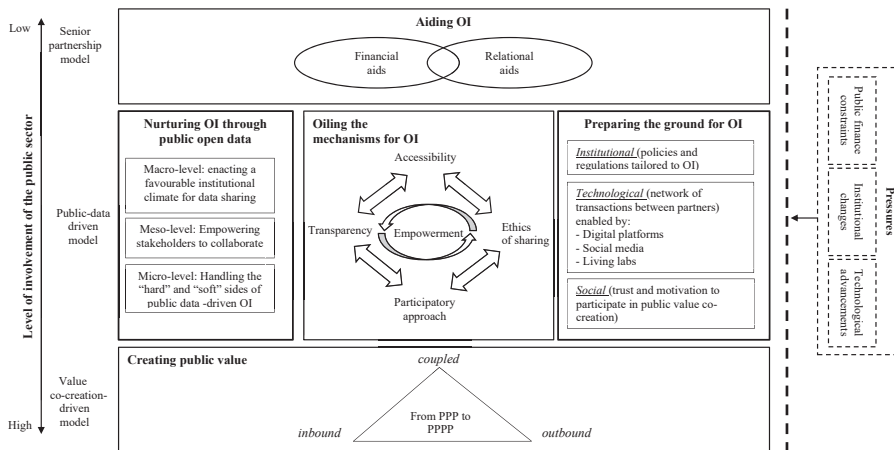 Low
Senior
partnership
model
Level of involvement of the public sector
Public-data
driven
model
Value
co-creation-
driven
model
High
Aiding OI
Financial
aids
Relational
aids
Nurturing OI through
public open data
Macro-level: enacting a
favourable institutional
climate for data sharing
Meso-level: Empowering
stakeholders to collaborate
Micro-level: Handling the
“hard” and “soft” sides of
public data -driven OI
Oiling the
mechanisms for OI
Accessibility
Transparency
Empowerment
Ethics
of sharing
Participatory
approach
Preparing the ground for OI
Institutional (policies and
regulations tailored to OI)
Technological (network of
transactions between partners)
enabled by:
- Digital platforms
- Social media
- Living labs
Social (trust and motivation to
participate in public value co-
creation)
Creating public value
coupled
From PPP to
PPPP
inbound
outbound
Public finance
constraints
Institutional
changes
Technological
advancements
Pressures